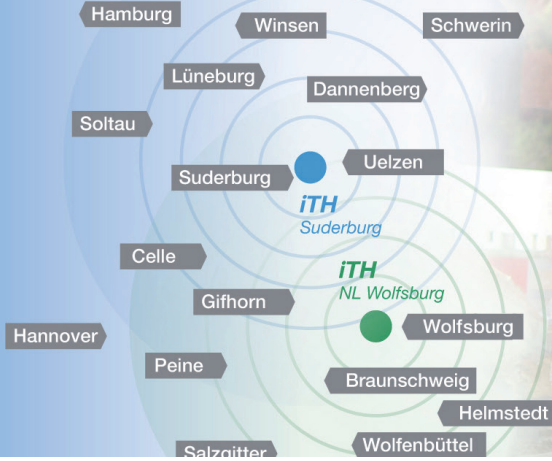 Hamburg
Winsen
Schwerin
Lüneburg
Dannenberg
Soltau
Uelzen
Suderburg
iTH
Suderburg
Celle
iTH
NL Wolfsburg
Gifhorn
Wolfsburg
Hannover
Peine
Braunschweig
Helmstedt
Wolfenbüttel
Salzgitter